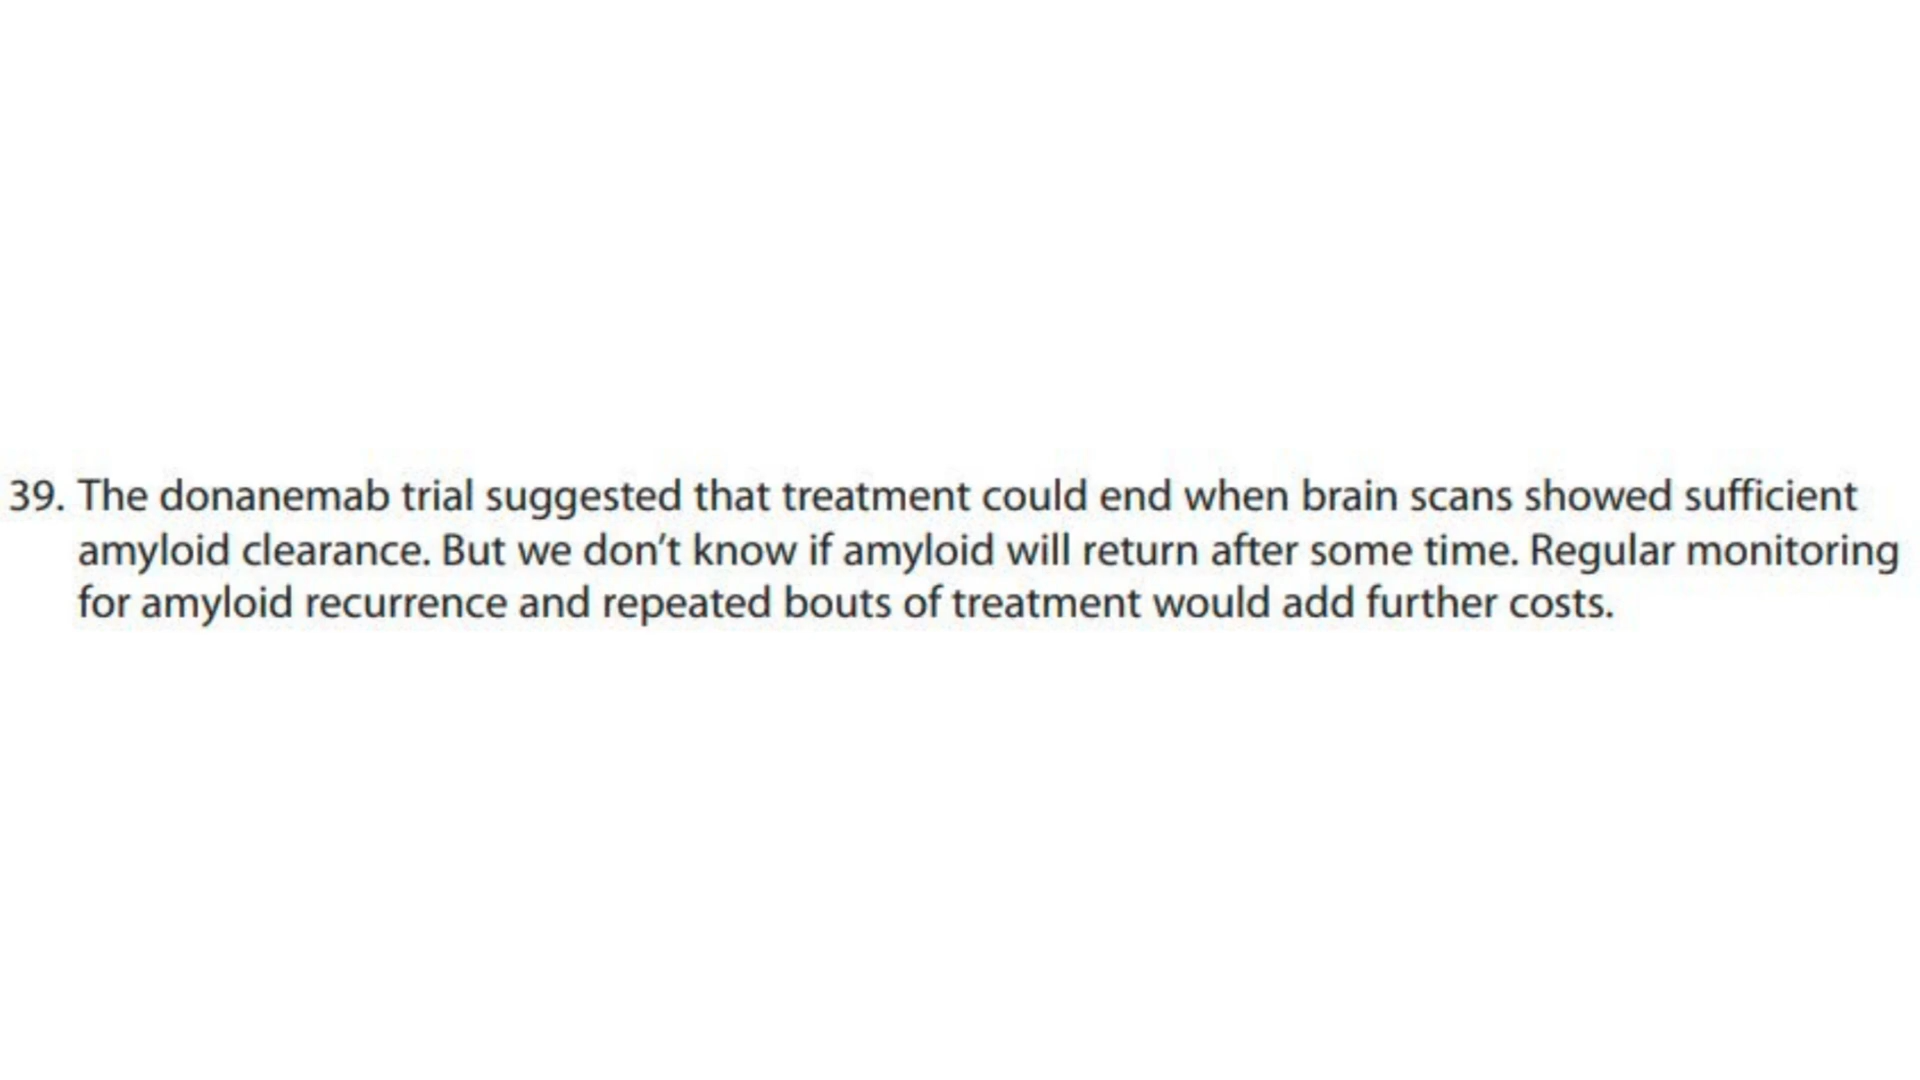 39. The donanemab trial suggested that treatment could end when brain scans showed sufficient
amyloid clearance. But we don’t know if amyloid will return after some time. Regular monitoring
for amyloid recurrence and repeated bouts of treatment would add further costs.